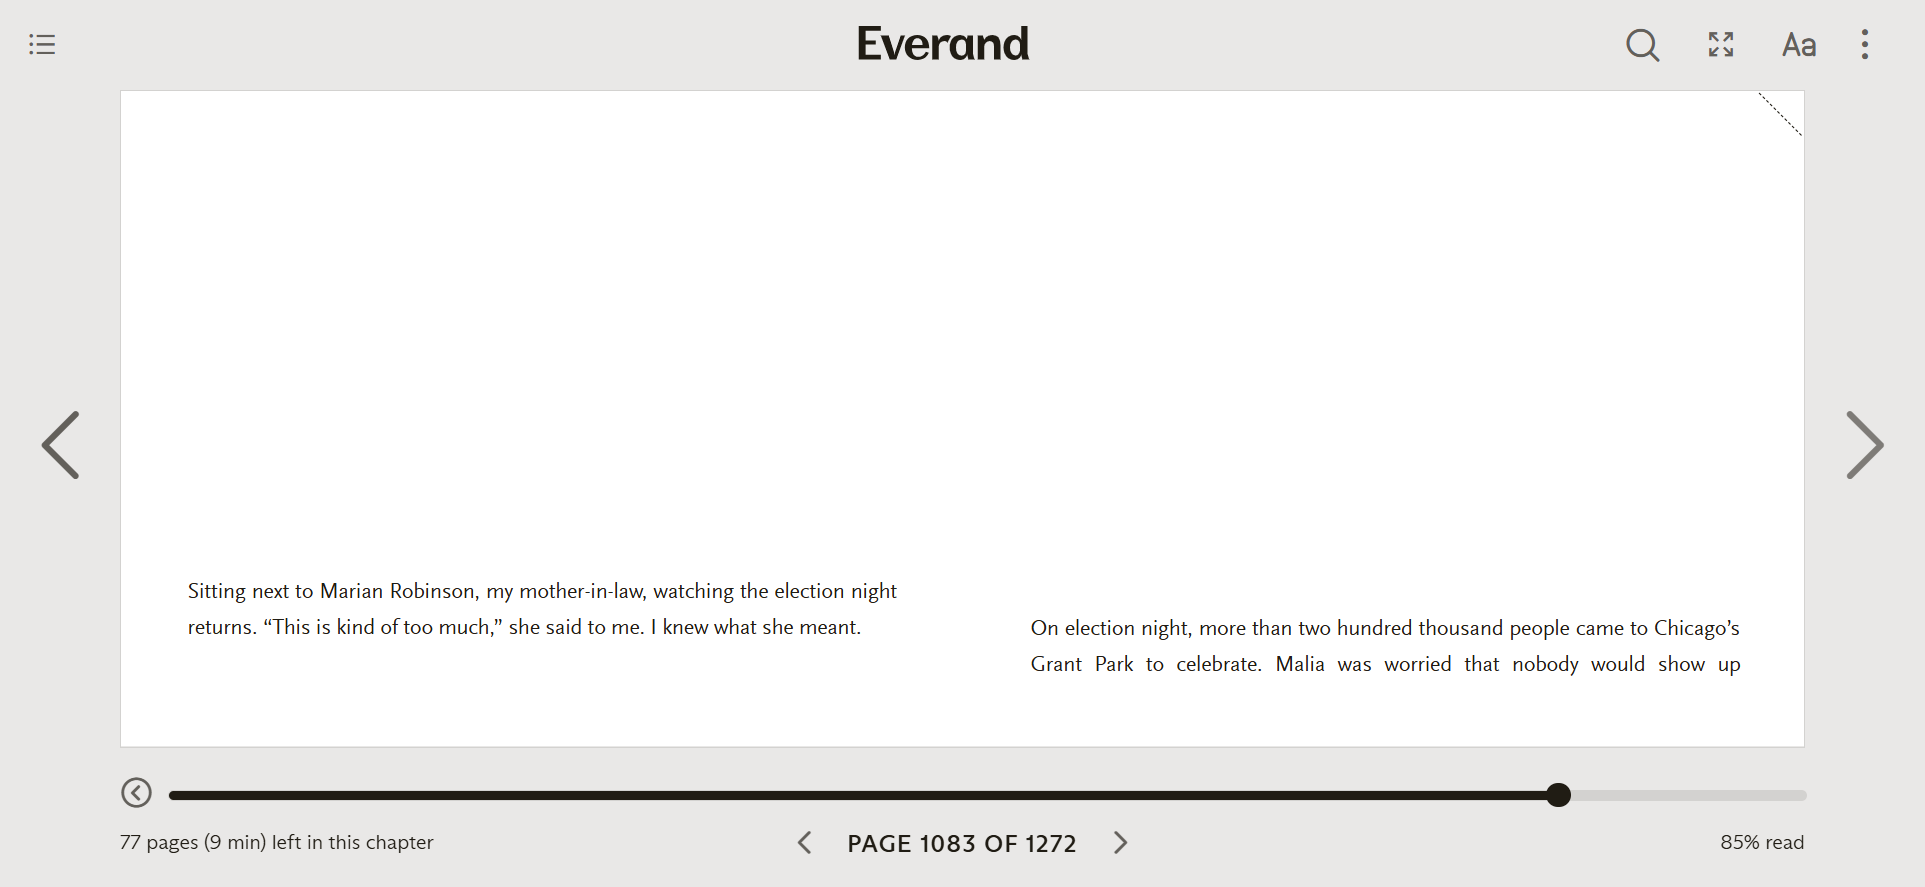 Everand
Aa
Sitting next to Marian Robinson, my mother-in-law, watching the election night
returns. “This is kind of too much,” she said to me. I knew what she meant.
On election night, more than two hundred thousand people came to Chicago’s
Grant Park to celebrate. Malia was worried that nobody would show up
77 pages (9 min) left in this chapter
PAGE 1083 OF 1272
85% read